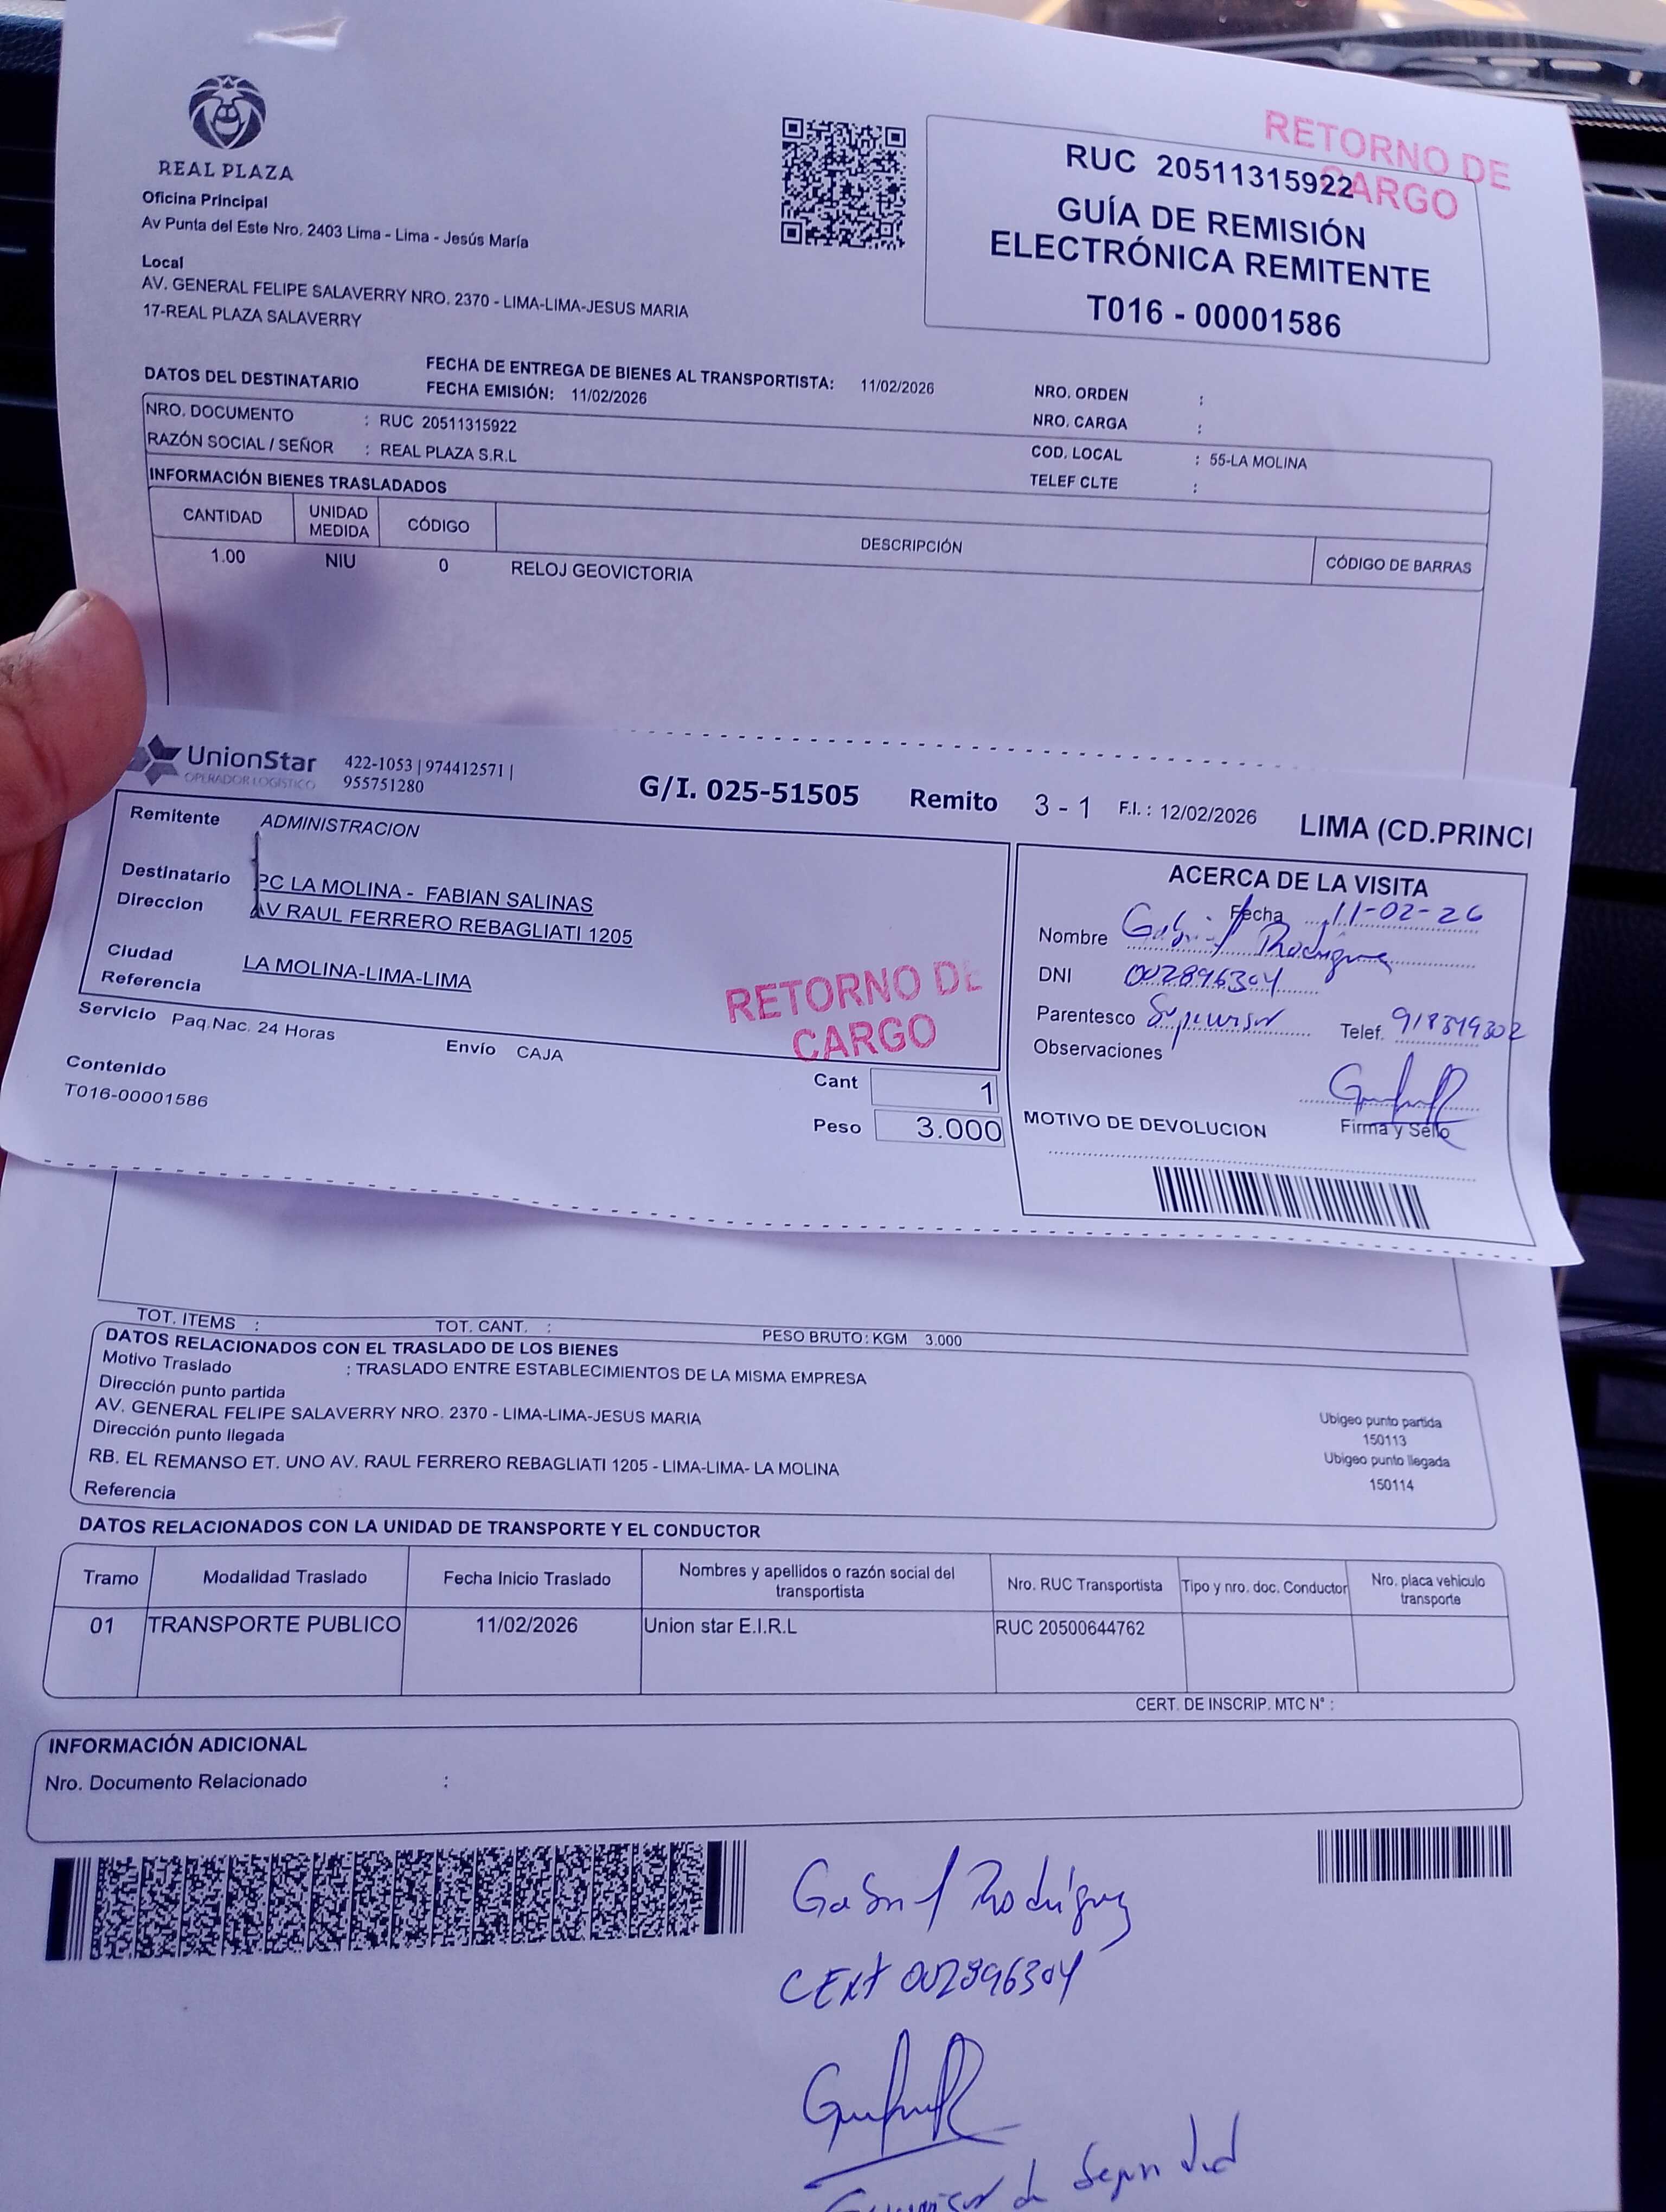 REAL PLAZA
Oficina Principal
Av Punta del Este Nro. 2403 Lima - Lima - Jesús María
Local
AV. GENERAL FELIPE SALAVERRY NRO. 2370 - LIMA-LIMA-JESUS MARIA
17-REAL PLAZA SALAVERRY
RETORNO DE
CARGO
RUC 20511315922
GUÍA DE REMISIÓN
ELECTRÓNICA REMITENTE
T016 - 00001586
FECHA DE ENTREGA DE BIENES AL TRANSPORTISTA: 11/02/2026
DATOS DEL DESTINATARIO FECHA EMISIÓN: 11/02/2026
NRO. ORDEN :
NRO. CARGA :
NRO. DOCUMENTO : RUC 20511315922
RAZÓN SOCIAL / SEÑOR : REAL PLAZA S.R.L
COD. LOCAL : 55-LA MOLINA
TELEF CLTE :
INFORMACIÓN BIENES TRASLADADOS
CANTIDAD UNIDAD MEDIDA CÓDIGO DESCRIPCIÓN CÓDIGO DE BARRAS
1.00 NIU 0 RELOJ GEOVICTORIA
UnionStar
OPERADOR LOGISTICO
422-1053 | 974412571 |
955751280
G/I. 025-51505 Remito 3 - 1 F.I. : 12/02/2026 LIMA (CD.PRINCI
Remitente ADMINISTRACION
Destinatario PC LA MOLINA - FABIAN SALINAS
Direccion AV RAUL FERRERO REBAGLIATI 1205
Ciudad LA MOLINA-LIMA-LIMA
Referencia
RETORNO DE
CARGO
Servicio Paq.Nac. 24 Horas Envío CAJA
Contenido
T016-00001586
Cant 1
Peso 3.000
ACERCA DE LA VISITA
Fecha 11-02-26
Nombre Gabriel Rodríguez
DNI 002896304
Parentesco Supervisor Telef.
Observaciones
Firma y Sello
MOTIVO DE DEVOLUCION
TOT. ITEMS : TOT. CANT. : PESO BRUTO: KGM 3.000
DATOS RELACIONADOS CON EL TRASLADO DE LOS BIENES
Motivo Traslado : TRASLADO ENTRE ESTABLECIMIENTOS DE LA MISMA EMPRESA
Dirección punto partida
AV. GENERAL FELIPE SALAVERRY NRO. 2370 - LIMA-LIMA-JESUS MARIA
Dirección punto llegada
RB. EL REMANSO ET. UNO AV. RAUL FERRERO REBAGLIATI 1205 - LIMA-LIMA- LA MOLINA
Referencia :
Ubigeo punto partida
150113
Ubigeo punto llegada
150114
DATOS RELACIONADOS CON LA UNIDAD DE TRANSPORTE Y EL CONDUCTOR
Tramo Modalidad Traslado Fecha Inicio Traslado Nombres y apellidos o razón social del transportista Nro. RUC Transportista Tipo y nro. doc. Conductor Nro. placa vehiculo transporte
01 TRANSPORTE PUBLICO 11/02/2026 Union star E.I.R.L RUC 20500644762
CERT. DE INSCRIP. MTC N° :
INFORMACIÓN ADICIONAL
Nro. Documento Relacionado :
Gabriel Rodríguez
CEXT 002896304
Supervisor de Seguridad